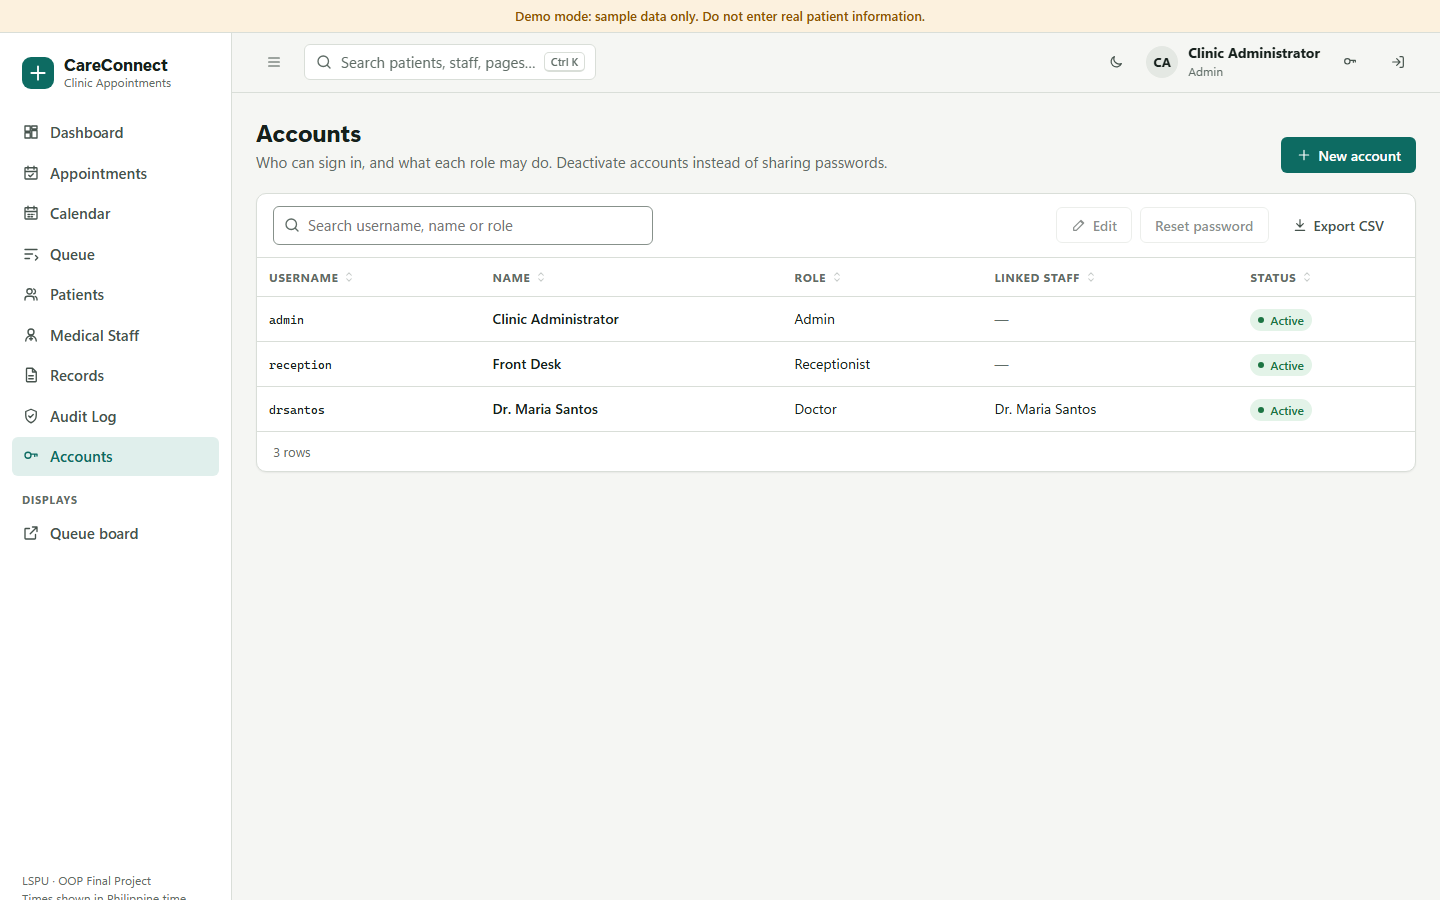 Demo mode: sample data only. Do not enter real patient information.
CareConnect
Clinic Appointments
Search patients, staff, pages... Ctrl K
CA
Clinic Administrator
Admin
Dashboard
Appointments
Calendar
Queue
Patients
Medical Staff
Records
Audit Log
Accounts
DISPLAYS
Queue board
LSPU · OOP Final Project
Times shown in Philippine time
Accounts
Who can sign in, and what each role may do. Deactivate accounts instead of sharing passwords.
New account
Search username, name or role
Edit
Reset password
Export CSV
USERNAME NAME ROLE LINKED STAFF STATUS
admin Clinic Administrator Admin — Active
reception Front Desk Receptionist — Active
drsantos Dr. Maria Santos Doctor Dr. Maria Santos Active
3 rows